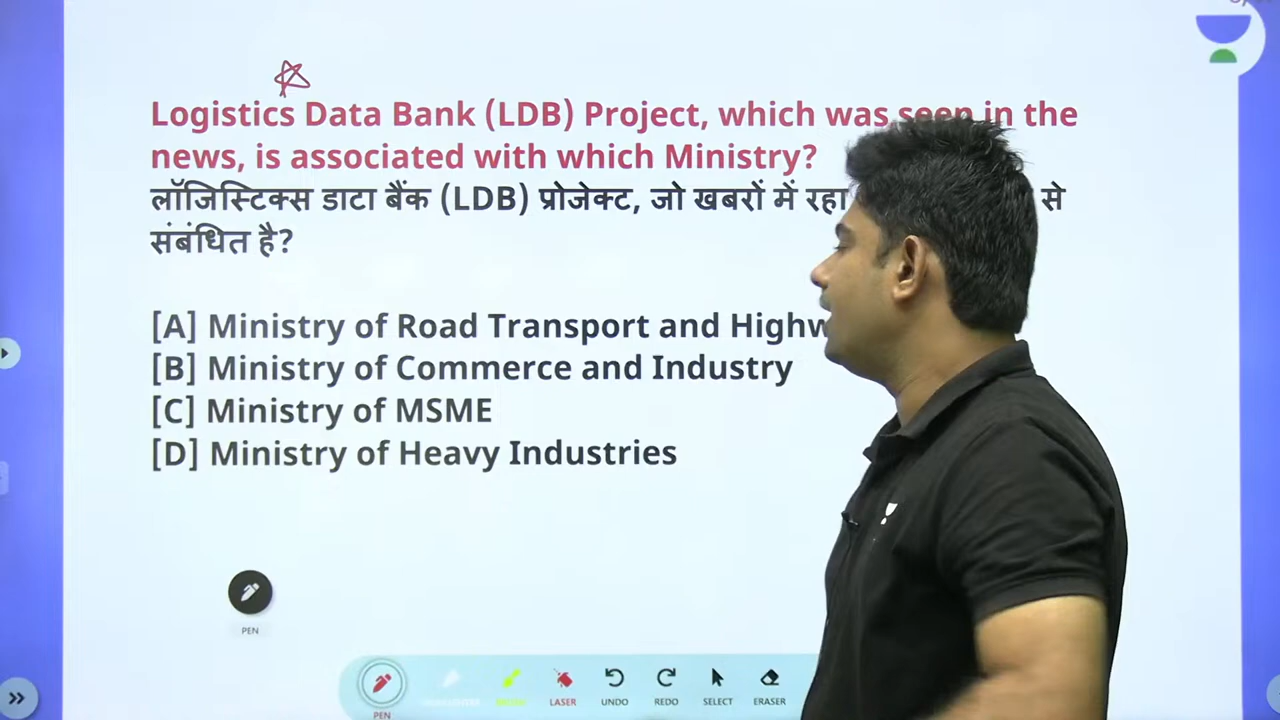 Logistics Data Bank (LDB) Project, which was seen in the
news, is associated with which Ministry?
लॉजिस्टिक्स डाटा बैंक (LDB) प्रोजेक्ट, जो खबरों में रहा से
संबंधित है?
[A] Ministry of Road Transport and
[B] Ministry of Commerce and Industry
[C] Ministry of MSME
[D] Ministry of Heavy Industries
PEN
PEN LASER UNDO REDO SELECT ERASER